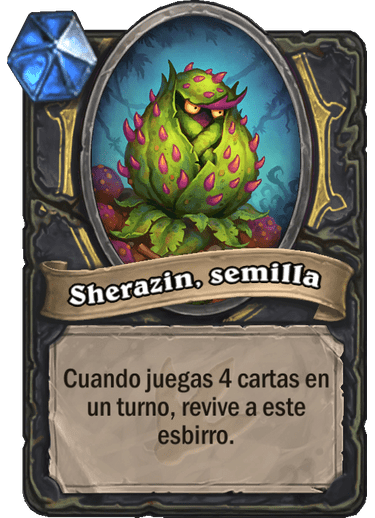 Sherazin, semilla
Cuando juegas 4 cartas en
un turno, revive a este
esbirro.